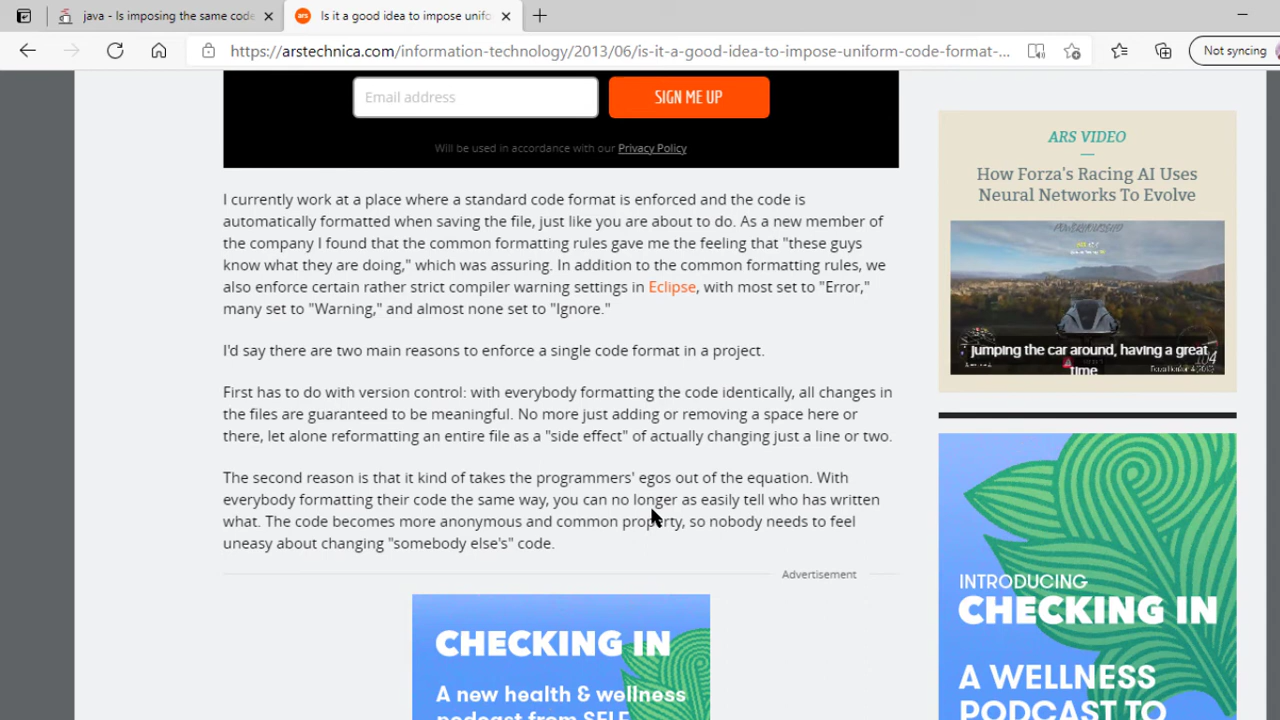 java - Is imposing the same code
Is it a good idea to impose unifo
https://arstechnica.com/information-technology/2013/06/is-it-a-good-idea-to-impose-uniform-code-format-...
Not syncing
Email address
SIGN ME UP
Will be used in accordance with our Privacy Policy
I currently work at a place where a standard code format is enforced and the code is
automatically formatted when saving the file, just like you are about to do. As a new member of
the company I found that the common formatting rules gave me the feeling that "these guys
know what they are doing," which was assuring. In addition to the common formatting rules, we
also enforce certain rather strict compiler warning settings in Eclipse, with most set to "Error,"
many set to "Warning," and almost none set to "Ignore."
I'd say there are two main reasons to enforce a single code format in a project.
First has to do with version control: with everybody formatting the code identically, all changes in
the files are guaranteed to be meaningful. No more just adding or removing a space here or
there, let alone reformatting an entire file as a "side effect" of actually changing just a line or two.
The second reason is that it kind of takes the programmers' egos out of the equation. With
everybody formatting their code the same way, you can no longer as easily tell who has written
what. The code becomes more anonymous and common property, so nobody needs to feel
uneasy about changing "somebody else's" code.
Advertisement
CHECKING IN
A new health & wellness
podcast from SELF
ARS VIDEO
How Forza's Racing AI Uses
Neural Networks To Evolve
jumping the car around, having a great
time
INTRODUCING
CHECKING IN
A WELLNESS
PODCAST TO